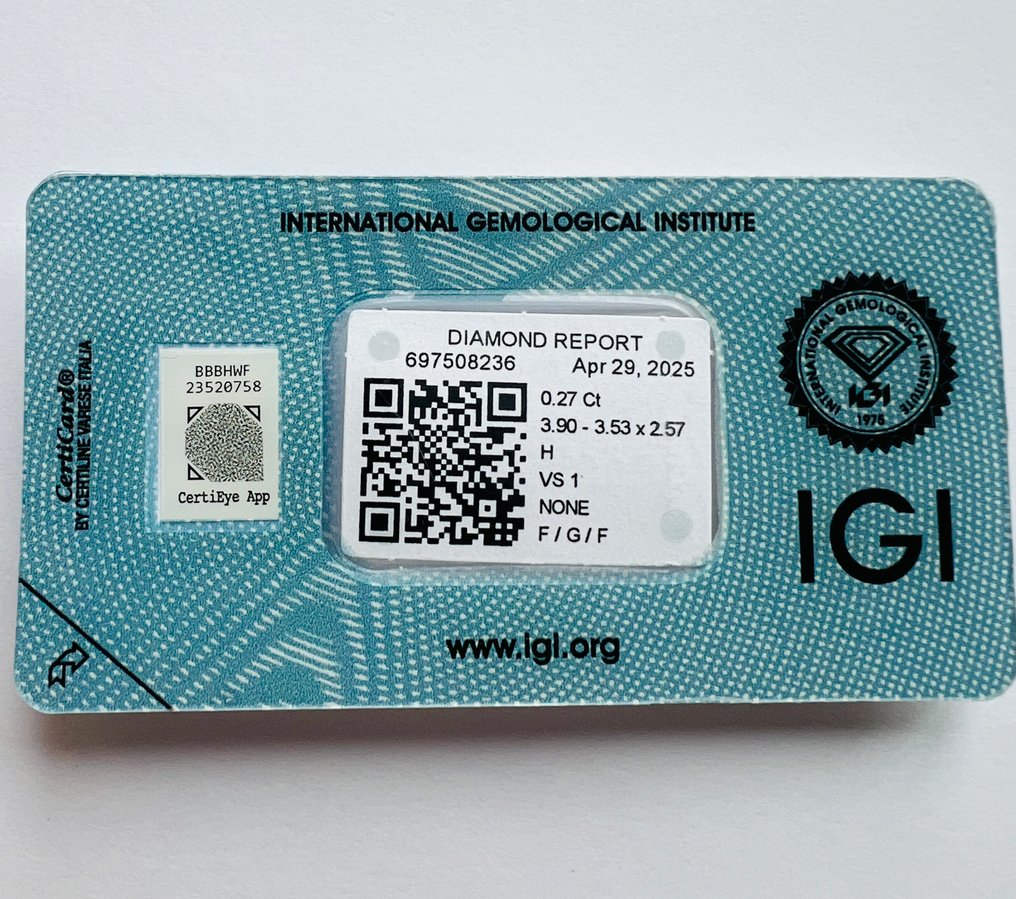 INTERNATIONAL GEMOLOGICAL INSTITUTE
CertiCard®
BY CERTILINE VARESE ITALIA
BBBHWF
23520758
CertiEye App
DIAMOND REPORT
697508236 Apr 29, 2025
0.27 Ct
3.90 - 3.53 x 2.57
H
VS 1
NONE
F / G / F
INTERNATIONAL GEMOLOGICAL INSTITUTE
IGI
1975
IGI
www.igi.org